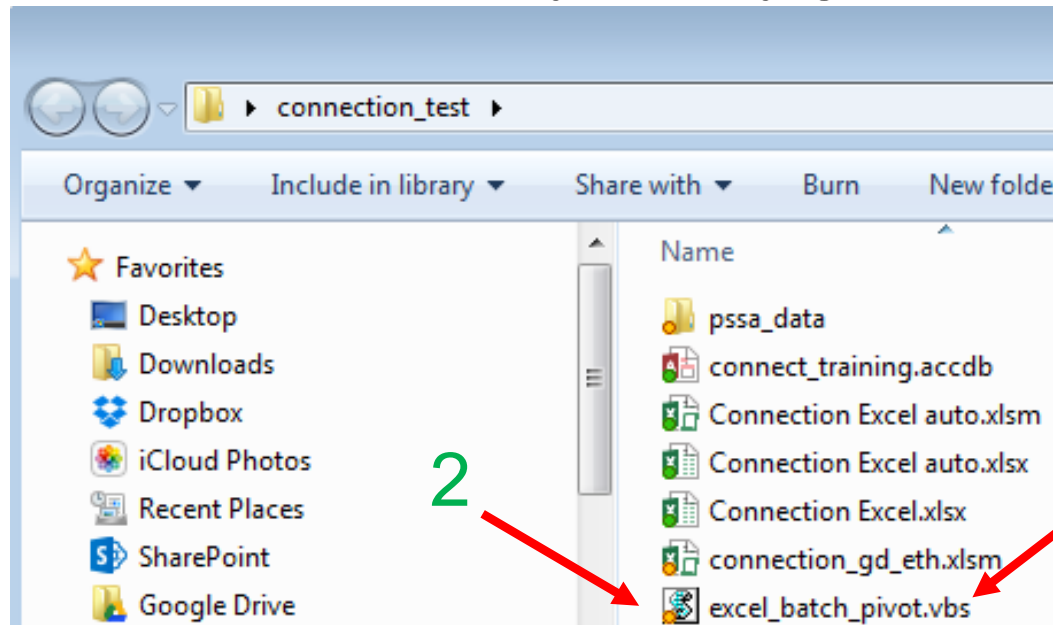 connection_test
Organize Include in library Share with Burn New folde
Name
Favorites
Desktop
Downloads
Dropbox
iCloud Photos
Recent Places
SharePoint
Google Drive
2
pssa_data
connect_training.accdb
Connection Excel auto.xlsm
Connection Excel auto.xlsx
Connection Excel.xlsx
connection_gd_eth.xlsm
excel_batch_pivot.vbs